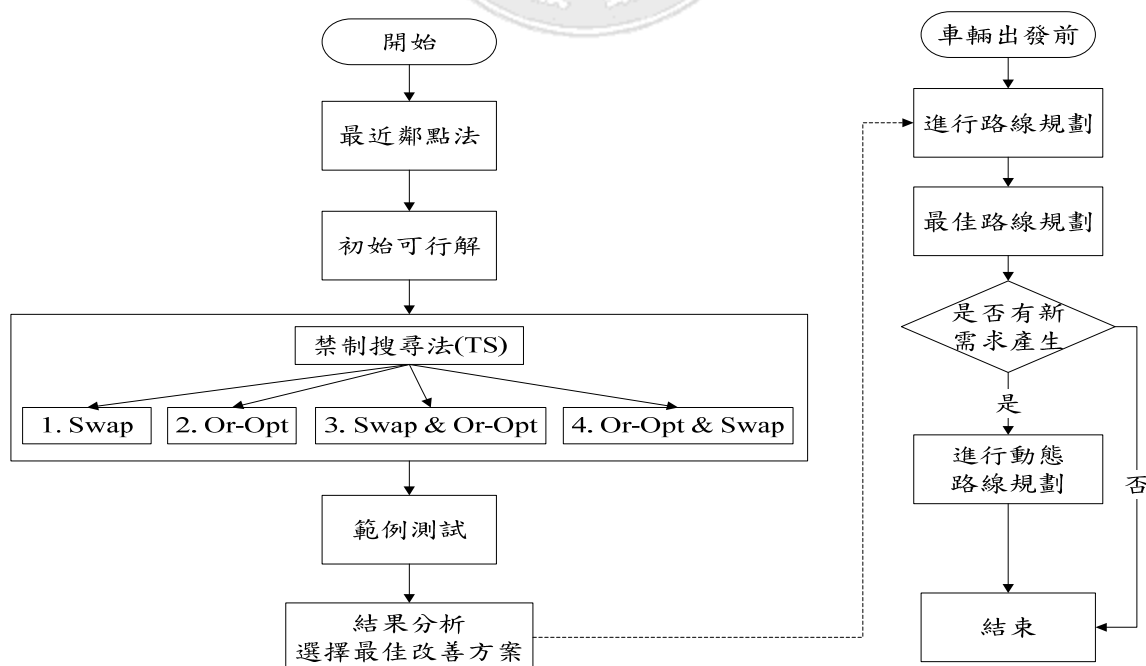 開始
最近鄰點法
初始可行解
禁制搜尋法(TS)
1. Swap
2. Or-Opt
3. Swap & Or-Opt
4. Or-Opt & Swap
範例測試
結果分析
選擇最佳改善方案
車輛出發前
進行路線規劃
最佳路線規劃
是否有新
需求產生
是
否
進行動態
路線規劃
結束